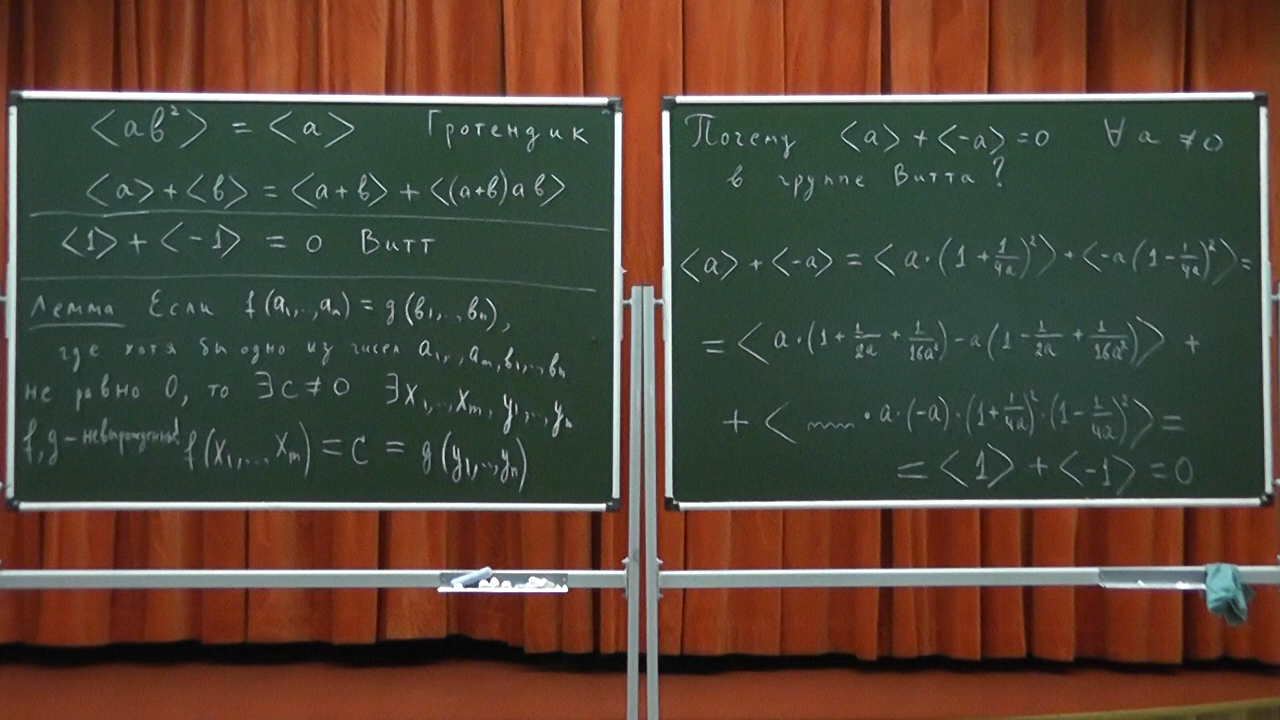 <ab²> = <a> Гротендик
<a> + <b> = <a+b> + <(a+b)ab>
<1> + <-1> = 0 Витт
Лемма Если f(a₁,..,aₙ) = g(b₁,..,bₙ),
где хотя бы одно из чисел a₁,..,aₘ,b₁,..,bₙ
не равно 0, то ∃c ≠ 0 ∃x₁,..,xₘ, y₁,..,yₙ
f,g-невырожденные f(x₁,...xₘ) = c = g(y₁,..,yₙ)
Почему <a> + <-a> = 0 ∀ a ≠ 0
в группе Витта?
<a> + <-a> = <a·(1+1/4a)²> + <-a(1-1/4a)²> =
= <a·(1+1/2a+1/16a²)-a(1-1/2a+1/16a²)> +
+ <......·a·(-a)·(1+1/4a)²·(1-1/4a)²> =
= <1> + <-1> = 0